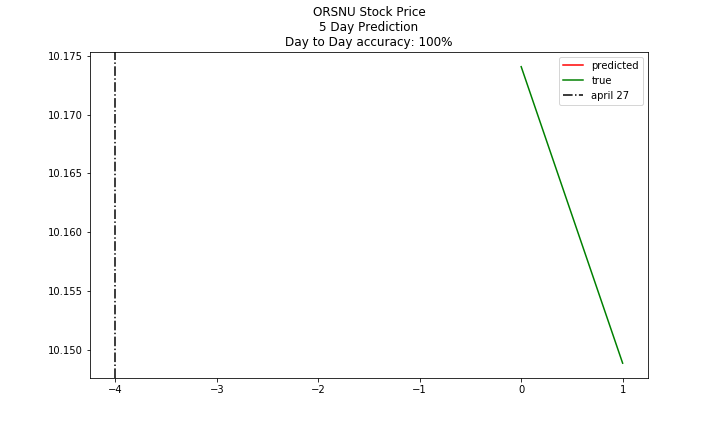 ORSNU Stock Price
5 Day Prediction
Day to Day accuracy: 100%
10.175
10.170
10.165
10.160
10.155
10.150
predicted
true
april 27
−4
−3
−2
−1
0
1